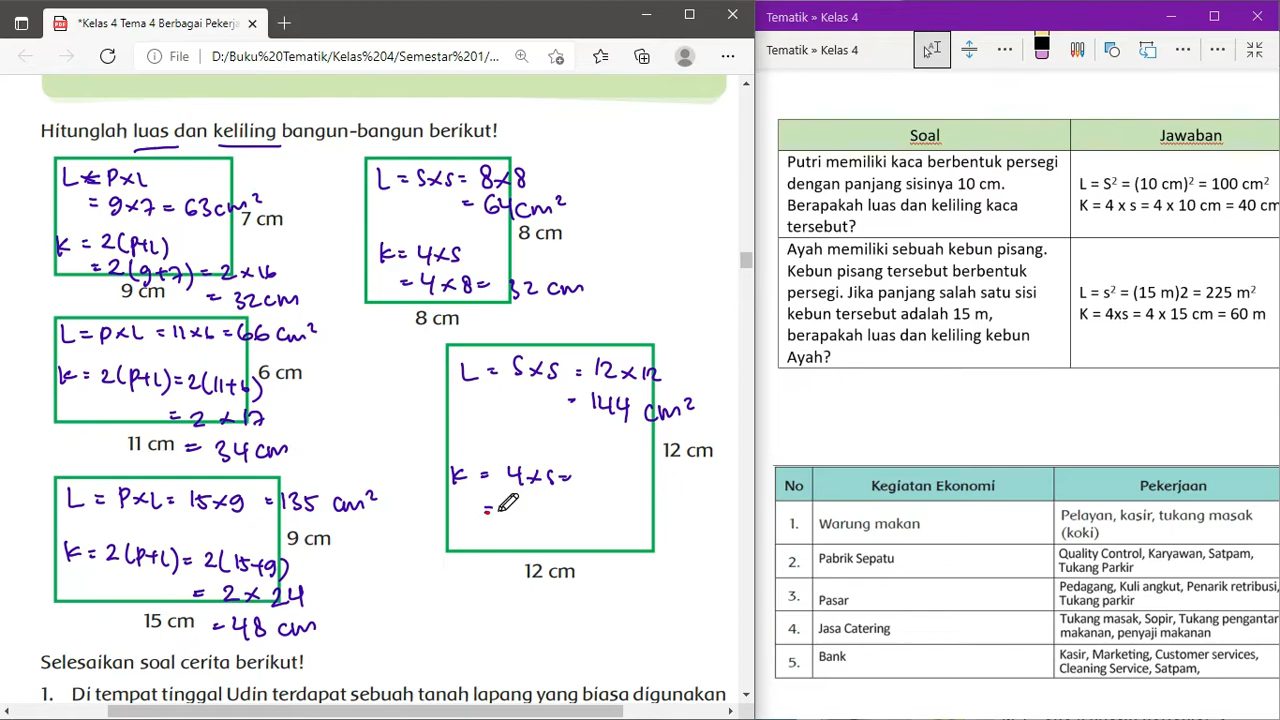 *Kelas 4 Tema 4 Berbagai Pekerja
File
D:/Buku%20Tematik/Kelas%204/Semestar%201/...
Hitunglah luas dan keliling bangun-bangun berikut!
L = P×L
= 9×7 = 63 cm²
7 cm
K = 2(P+L)
= 2(9+7) = 2×16
9 cm
= 32 cm
L = S×S = 8×8
= 64 cm²
8 cm
K = 4×S
= 4×8 = 32 cm
8 cm
L = P×L = 11×6 = 66 cm²
6 cm
K = 2(P+L) = 2(11+6)
= 2×17
11 cm
= 34 cm
L = S×S = 12×12
= 144 cm²
12 cm
K = 4×S =
=
12 cm
L = P×L = 15×9 = 135 cm²
9 cm
K = 2(P+L) = 2(15+9)
= 2×24
15 cm
= 48 cm
Selesaikan soal cerita berikut!
1. Di tempat tinggal Udin terdapat sebuah tanah lapang yang biasa digunakan
Tematik » Kelas 4
Tematik » Kelas 4
Soal Jawaban
Putri memiliki kaca berbentuk persegi
dengan panjang sisinya 10 cm.
Berapakah luas dan keliling kaca
tersebut?
L = S² = (10 cm)² = 100 cm²
K = 4 x s = 4 x 10 cm = 40 cm
Ayah memiliki sebuah kebun pisang.
Kebun pisang tersebut berbentuk
persegi. Jika panjang salah satu sisi
kebun tersebut adalah 15 m,
berapakah luas dan keliling kebun
Ayah?
L = s² = (15 m)2 = 225 m²
K = 4xs = 4 x 15 cm = 60 m
No Kegiatan Ekonomi Pekerjaan
1. Warung makan Pelayan, kasir, tukang masak
(koki)
2. Pabrik Sepatu Quality Control, Karyawan, Satpam,
Tukang Parkir
3. Pasar Pedagang, Kuli angkut, Penarik retribusi,
Tukang parkir
4. Jasa Catering Tukang masak, Sopir, Tukang pengantar
makanan, penyaji makanan
5. Bank Kasir, Marketing, Customer services,
Cleaning Service, Satpam,